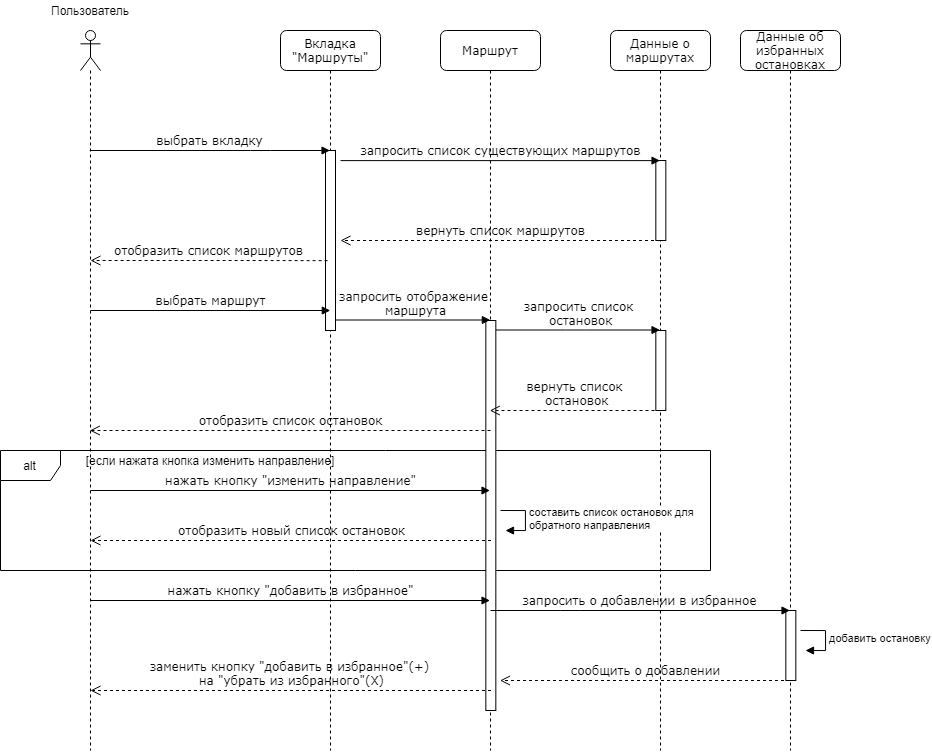 Пользователь
Вкладка
"Маршруты"
Маршрут
Данные о
маршрутах
Данные об
избранных
остановках
выбрать вкладку
запросить список существующих маршрутов
вернуть список маршрутов
отобразить список маршрутов
выбрать маршрут
запросить отображение
маршрута
запросить список
остановок
вернуть список
остановок
отобразить список остановок
alt
[если нажата кнопка изменить направление]
нажать кнопку "изменить направление"
составить список остановок для
обратного направления
отобразить новый список остановок
нажать кнопку "добавить в избранное"
запросить о добавлении в избранное
добавить остановку
заменить кнопку "добавить в избранное"(+)
на "убрать из избранного"(X)
сообщить о добавлении